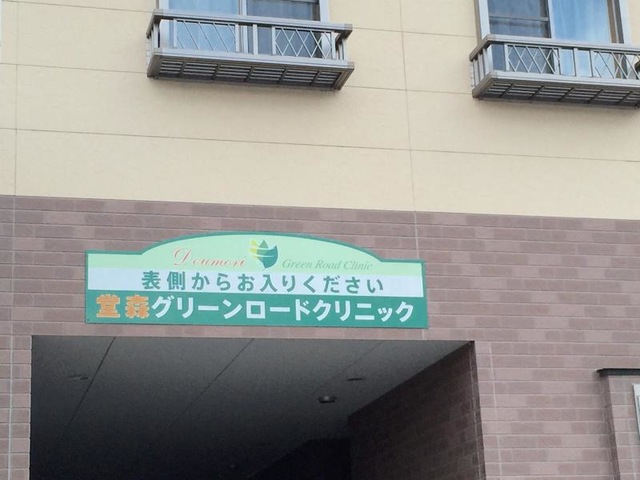 Doumori Green Road Clinic
表側からお入りください
堂森グリーンロードクリニック